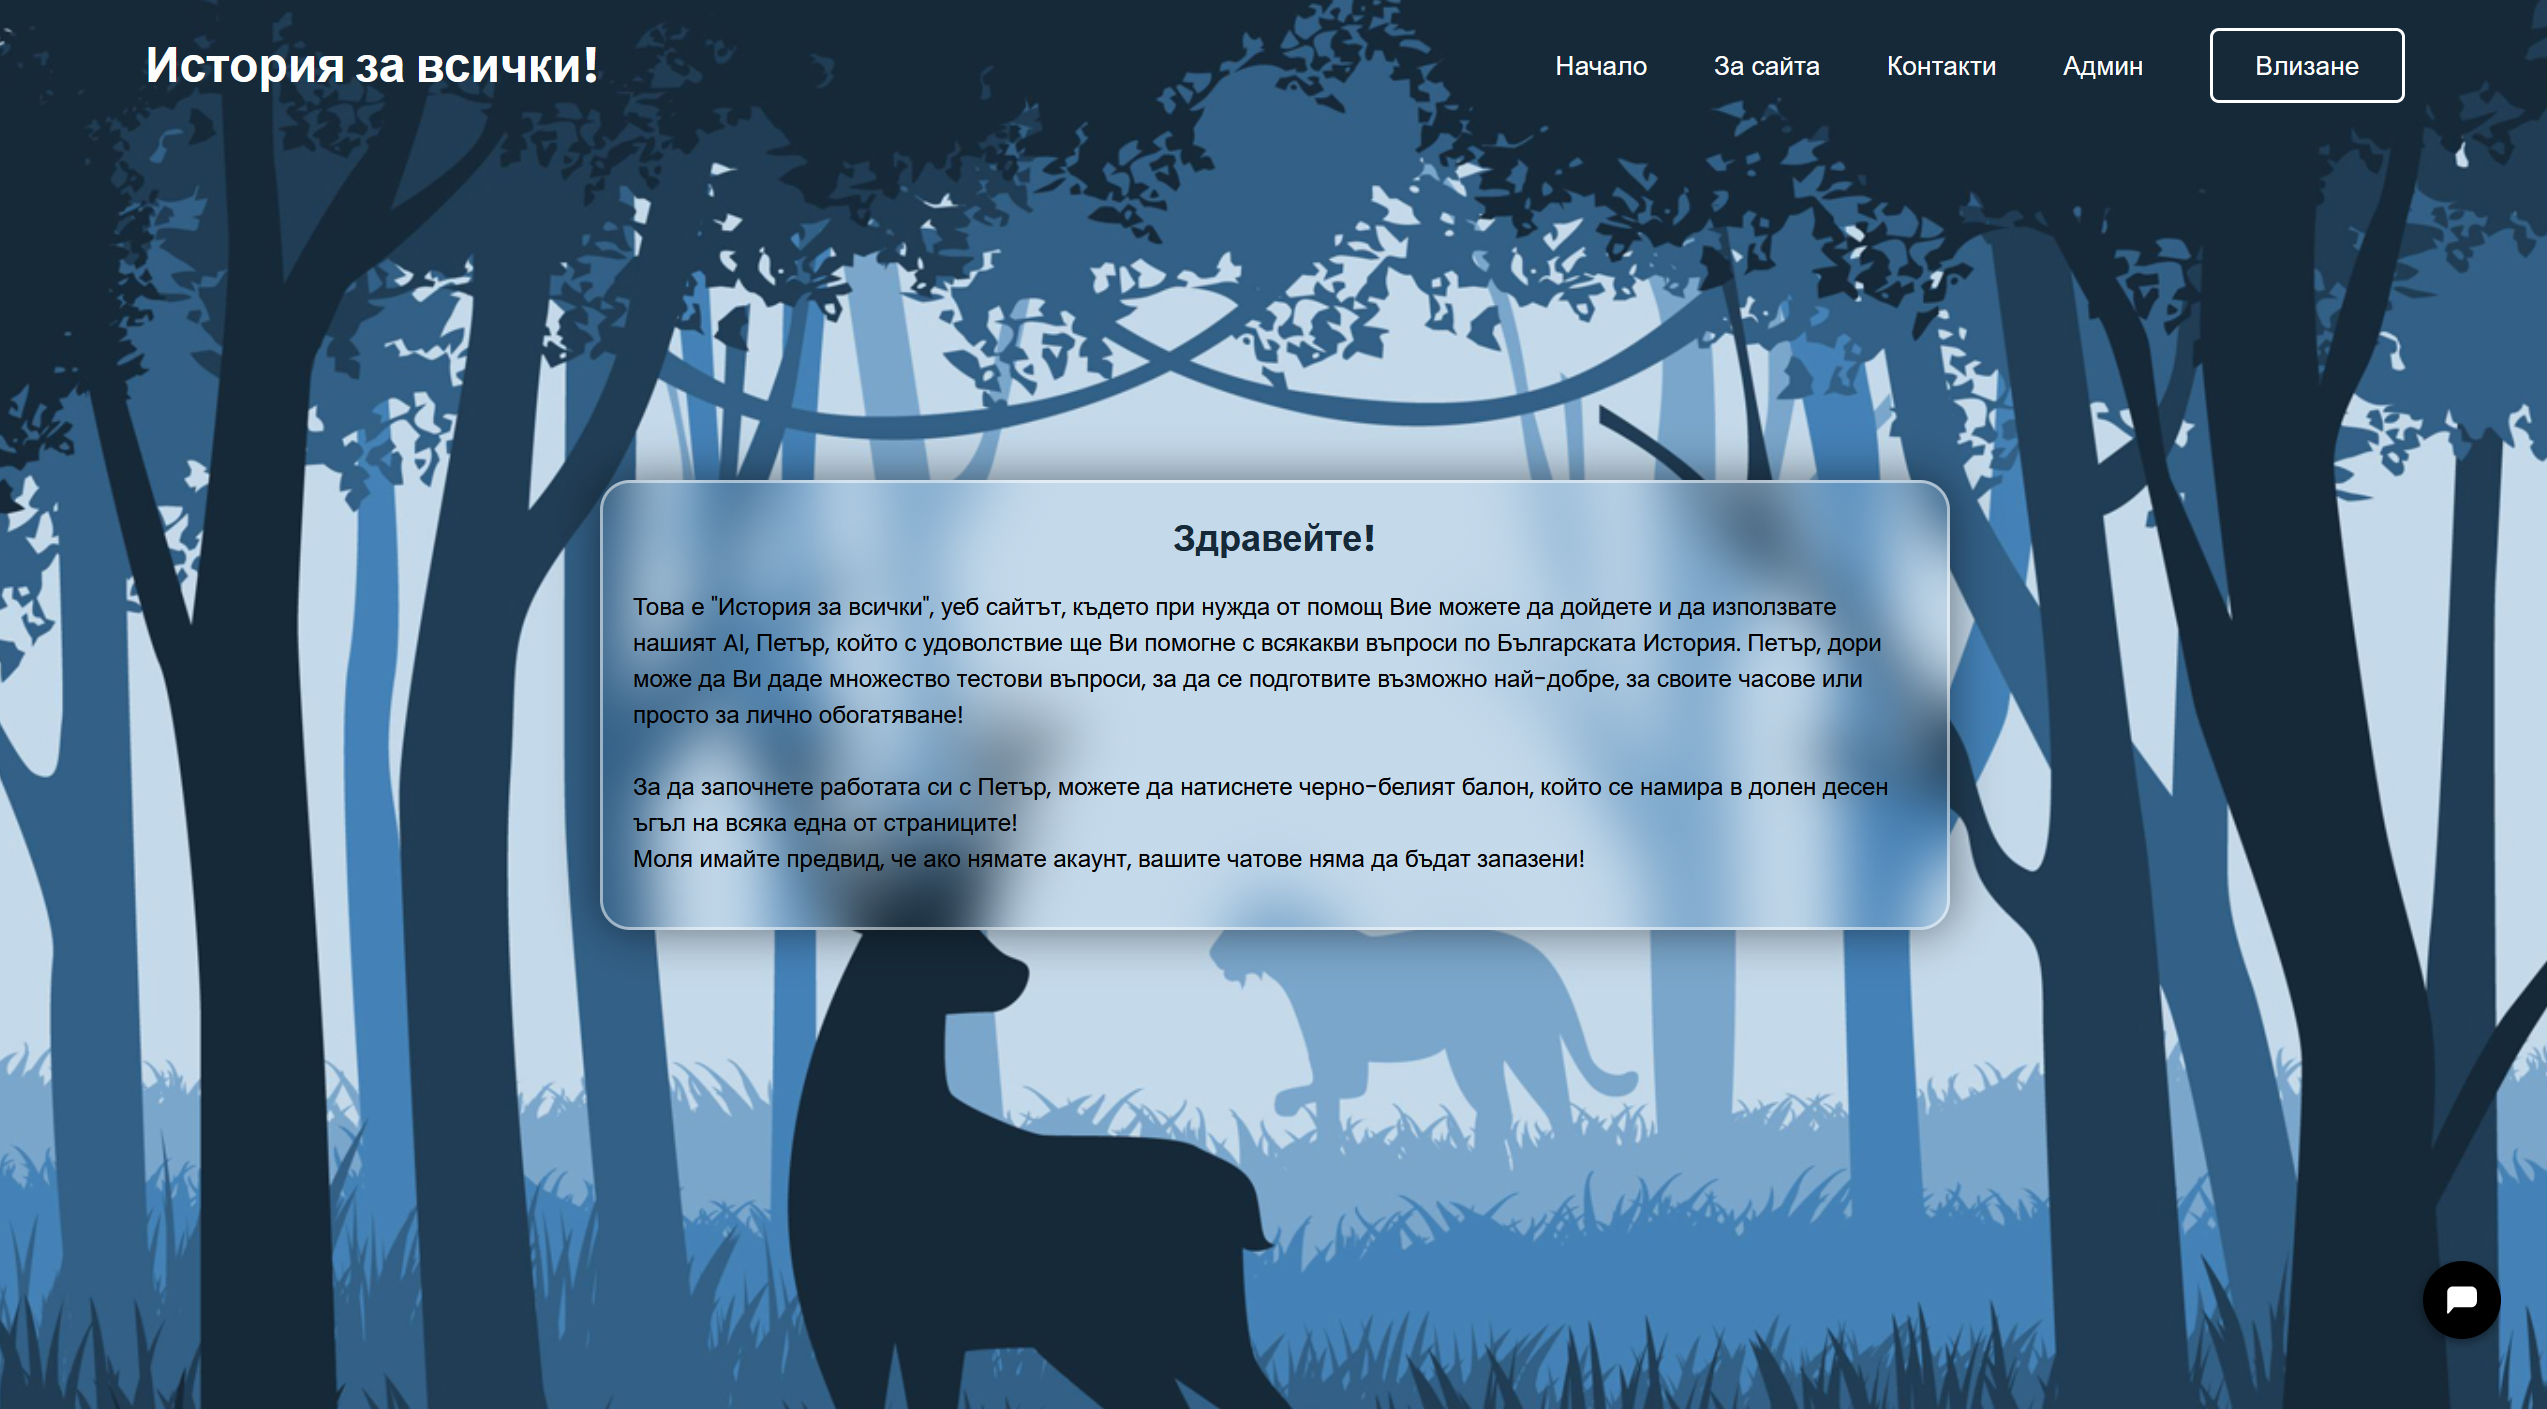 История за всички!
Начало
За сайта
Контакти
Админ
Влизане
Здравейте!
Това е "История за всички", уеб сайтът, където при нужда от помощ Вие можете да дойдете и да използвате
нашият AI, Петър, който с удоволствие ще Ви помогне с всякакви въпроси по Българската История. Петър, дори
може да Ви даде множество тестови въпроси, за да се подготвите възможно най-добре, за своите часове или
просто за лично обогатяване!
За да започнете работата си с Петър, можете да натиснете черно-белият балон, който се намира в долен десен
ъгъл на всяка една от страниците!
Моля имайте предвид, че ако нямате акаунт, вашите чатове няма да бъдат запазени!